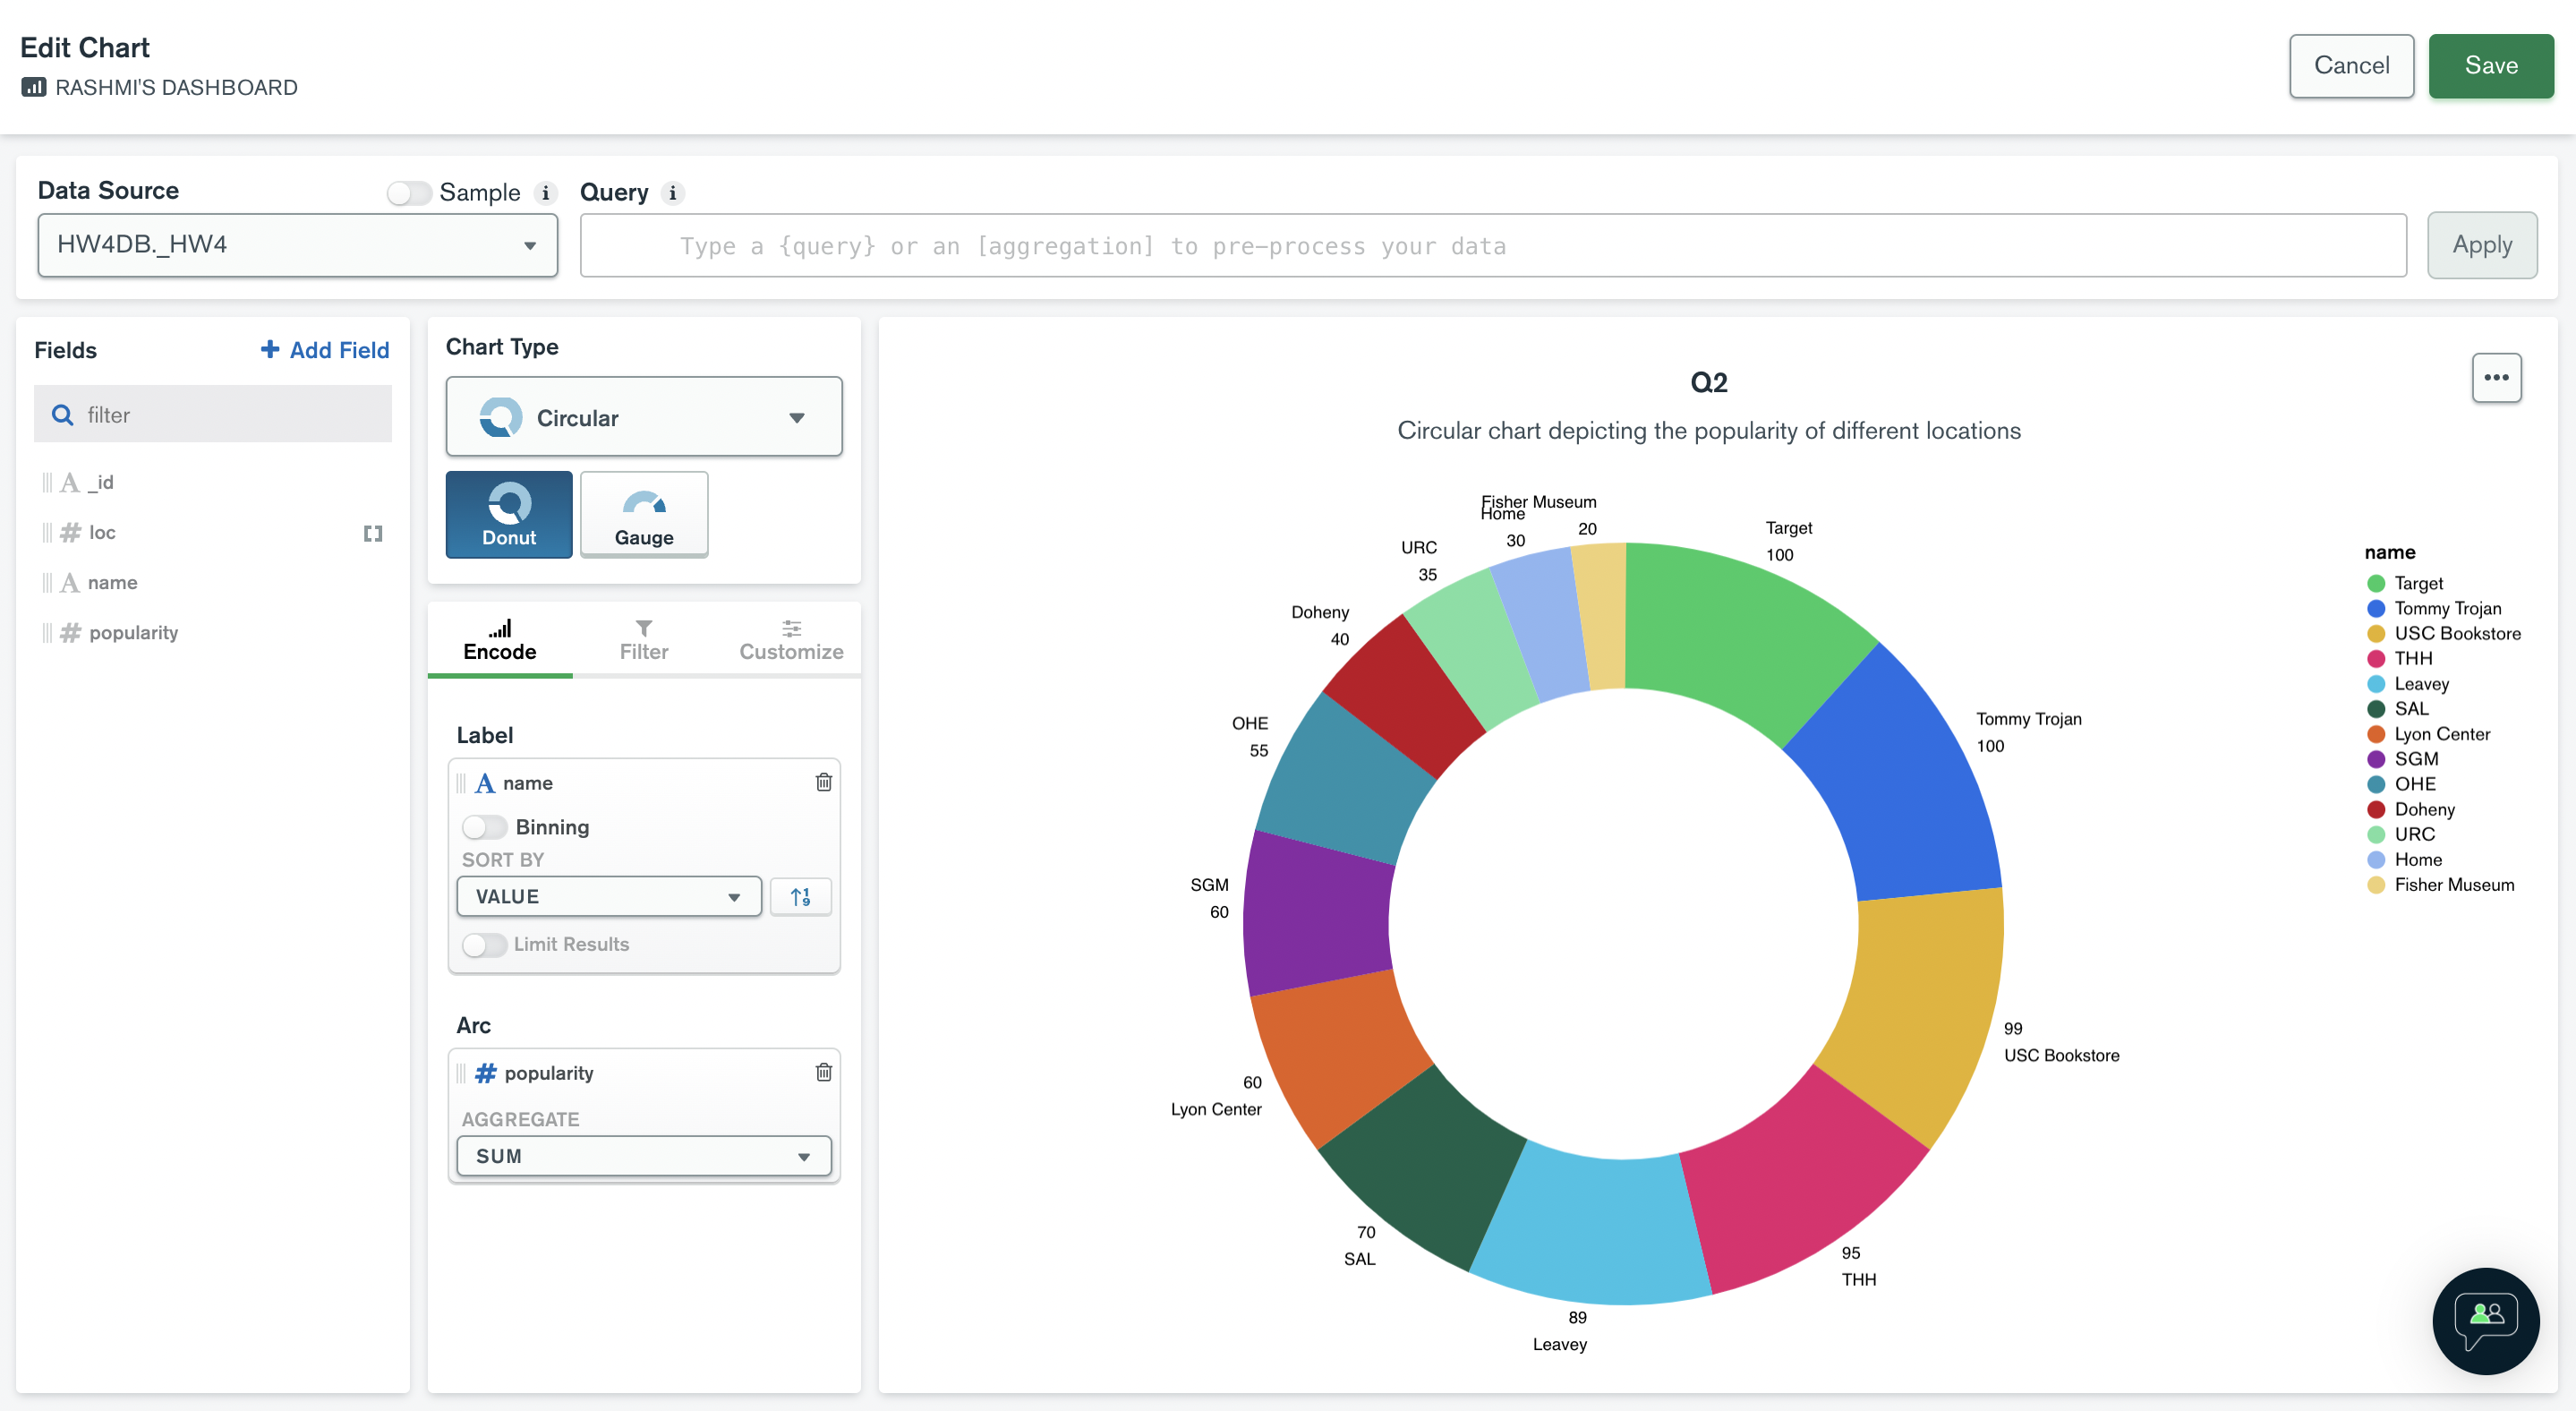 Edit Chart
RASHMI'S DASHBOARD
Cancel
Save
Data Source
Sample
i
Query
i
HW4DB._HW4
Type a {query} or an [aggregation] to pre-process your data
Apply
Fields
+ Add Field
filter
A _id
# loc
[]
A name
# popularity
Chart Type
Circular
Donut
Gauge
Encode
Filter
Customize
Label
A name
Binning
SORT BY
VALUE
1
9
Limit Results
Arc
# popularity
AGGREGATE
SUM
Q2
...
Circular chart depicting the popularity of different locations
Fisher Museum
20
Home
30
Target
100
URC
35
Doheny
40
Tommy Trojan
100
OHE
55
SGM
60
99
USC Bookstore
60
Lyon Center
70
SAL
95
THH
89
Leavey
name
Target
Tommy Trojan
USC Bookstore
THH
Leavey
SAL
Lyon Center
SGM
OHE
Doheny
URC
Home
Fisher Museum